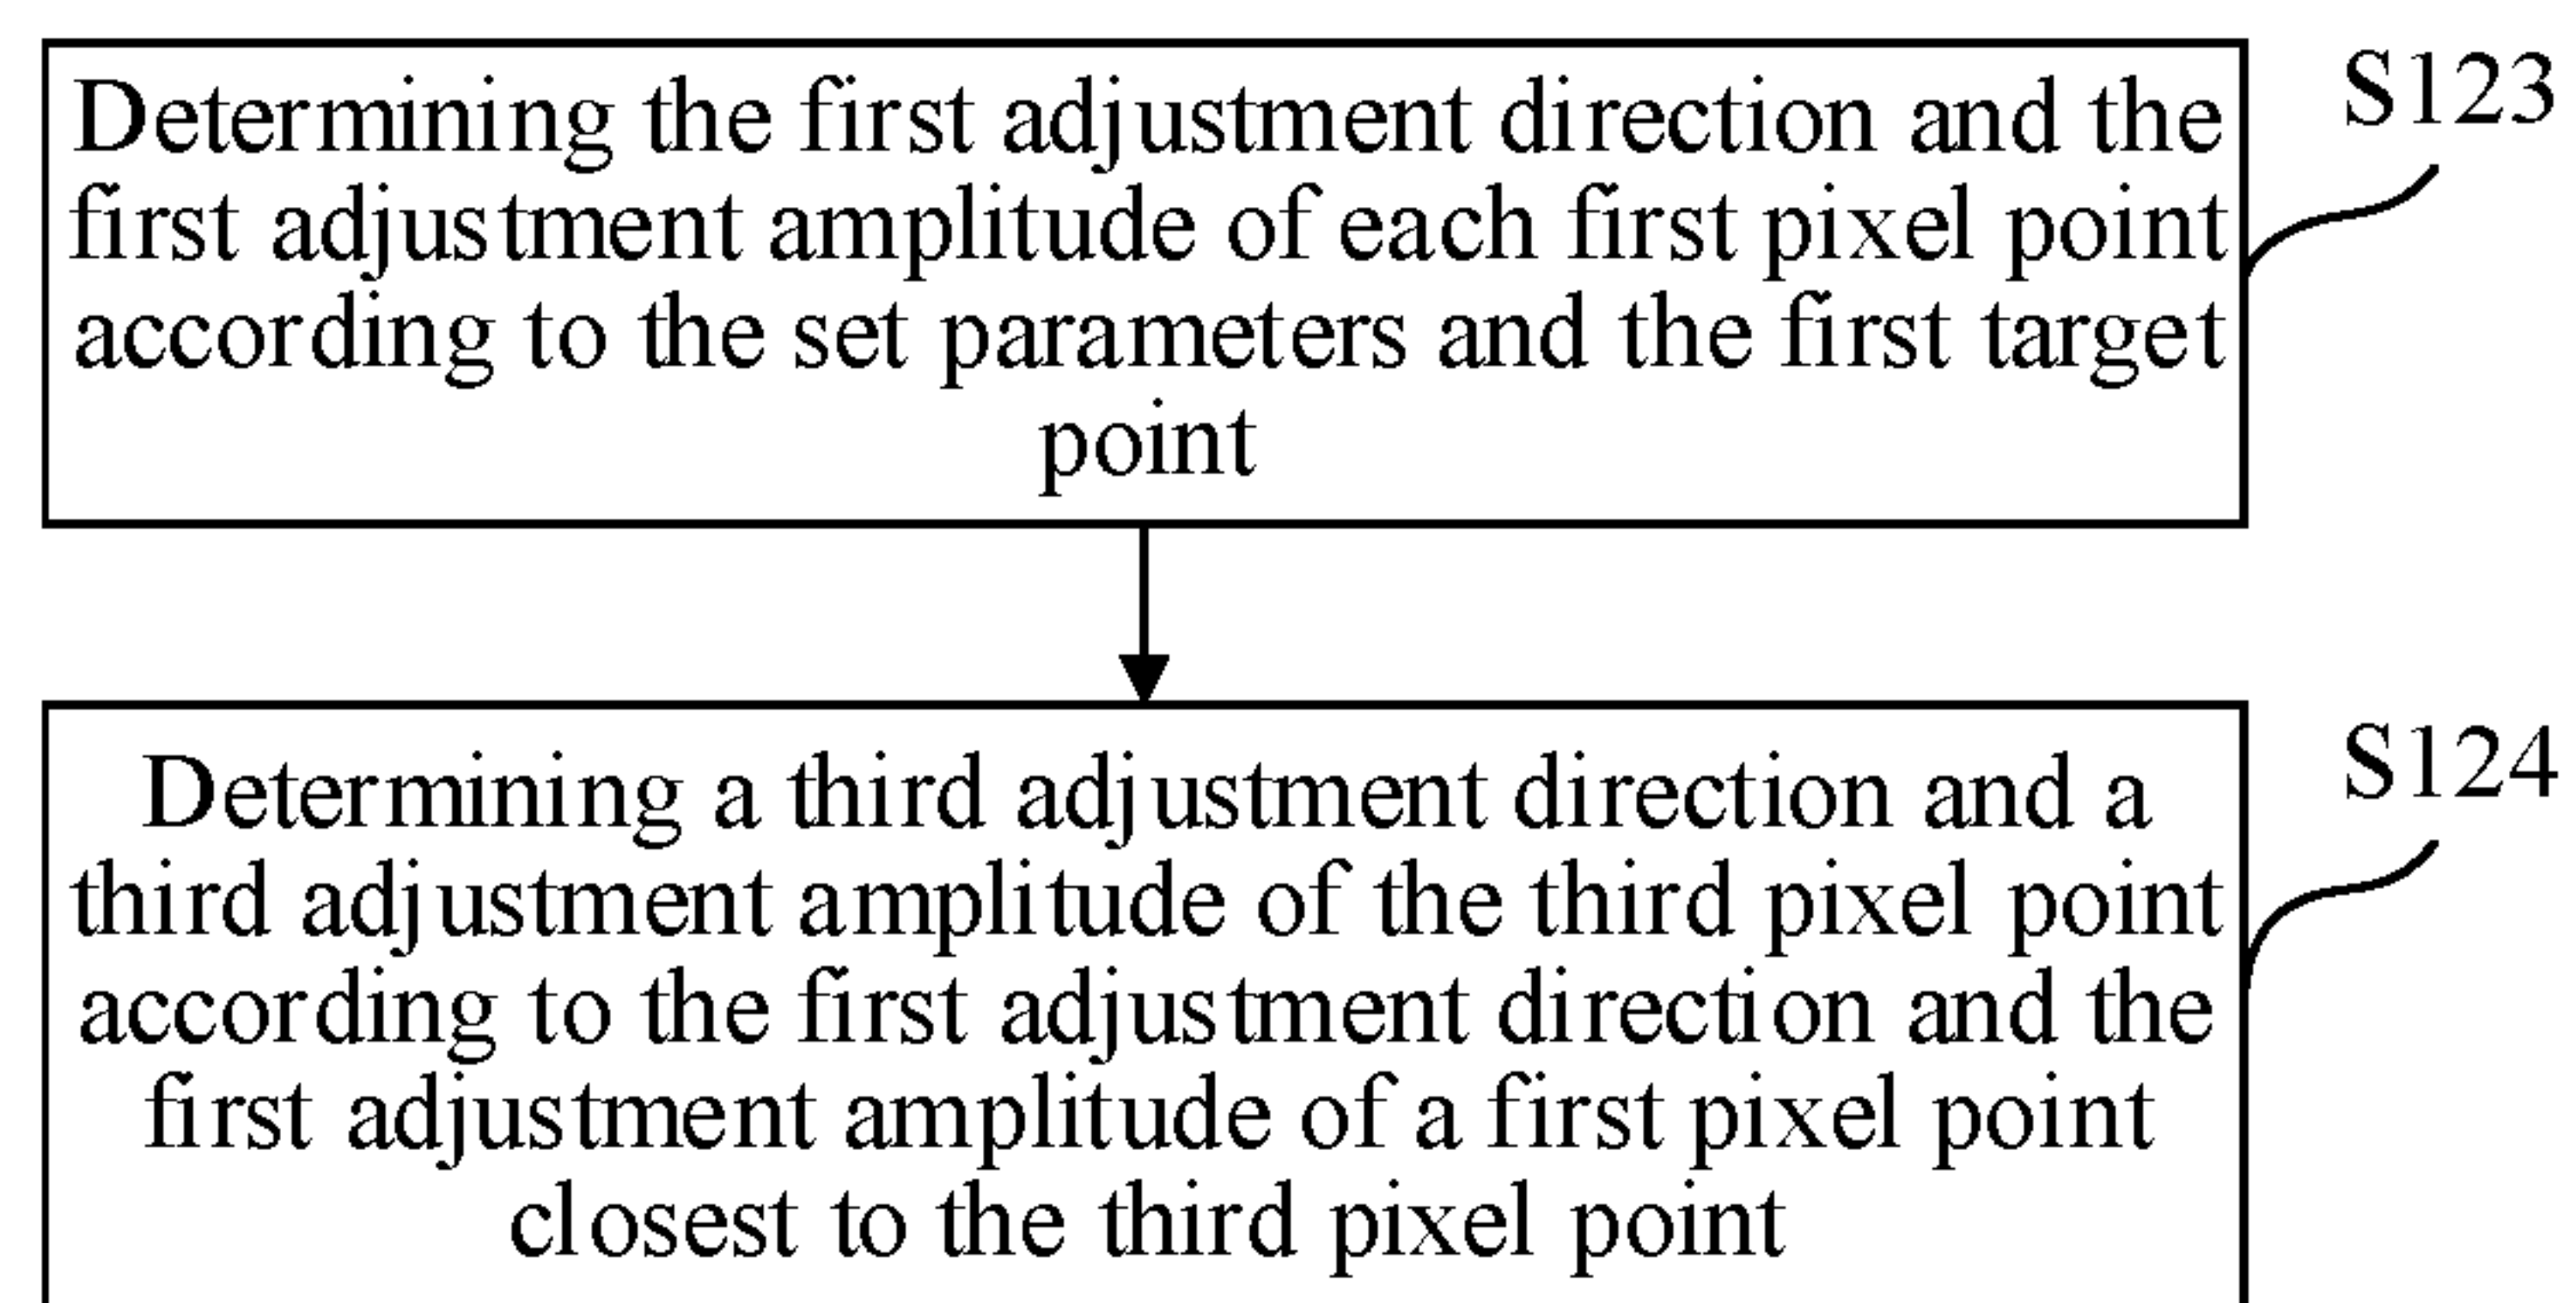 Determining the first adjustment direction and the
first adjustment amplitude of each first pixel point
according to the set parameters and the first target
point
S123
Determining a third adjustment direction and a
third adjustment amplitude of the third pixel point
according to the first adjustment direction and the
first adjustment amplitude of a first pixel point
closest to the third pixel point
S124